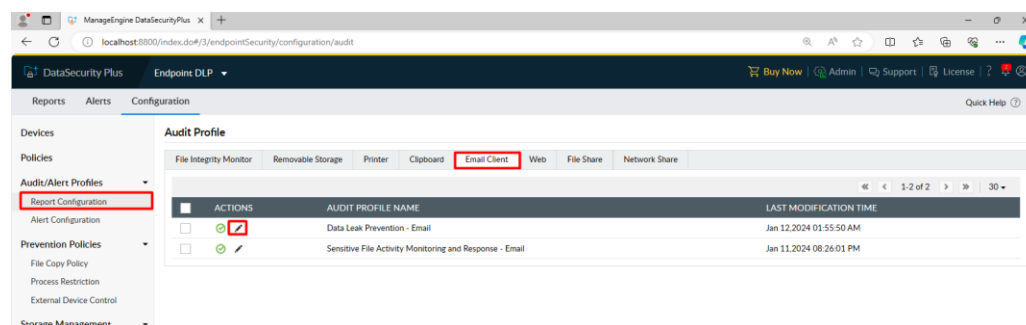 ManageEngine DataSecurityPlus
localhost:8800/index.do#/3/endpointSecurity/configuration/audit
DataSecurity Plus Endpoint DLP Buy Now | Admin | Support | License | ?
Reports Alerts Configuration Quick Help ?
Devices
Policies
Audit/Alert Profiles
Report Configuration
Alert Configuration
Prevention Policies
File Copy Policy
Process Restriction
External Device Control
Storage Management
Audit Profile
File Integrity Monitor Removable Storage Printer Clipboard Email Client Web File Share Network Share
1-2 of 2 30
ACTIONS AUDIT PROFILE NAME LAST MODIFICATION TIME
Data Leak Prevention - Email Jan 12,2024 01:55:50 AM
Sensitive File Activity Monitoring and Response - Email Jan 11,2024 08:26:01 PM